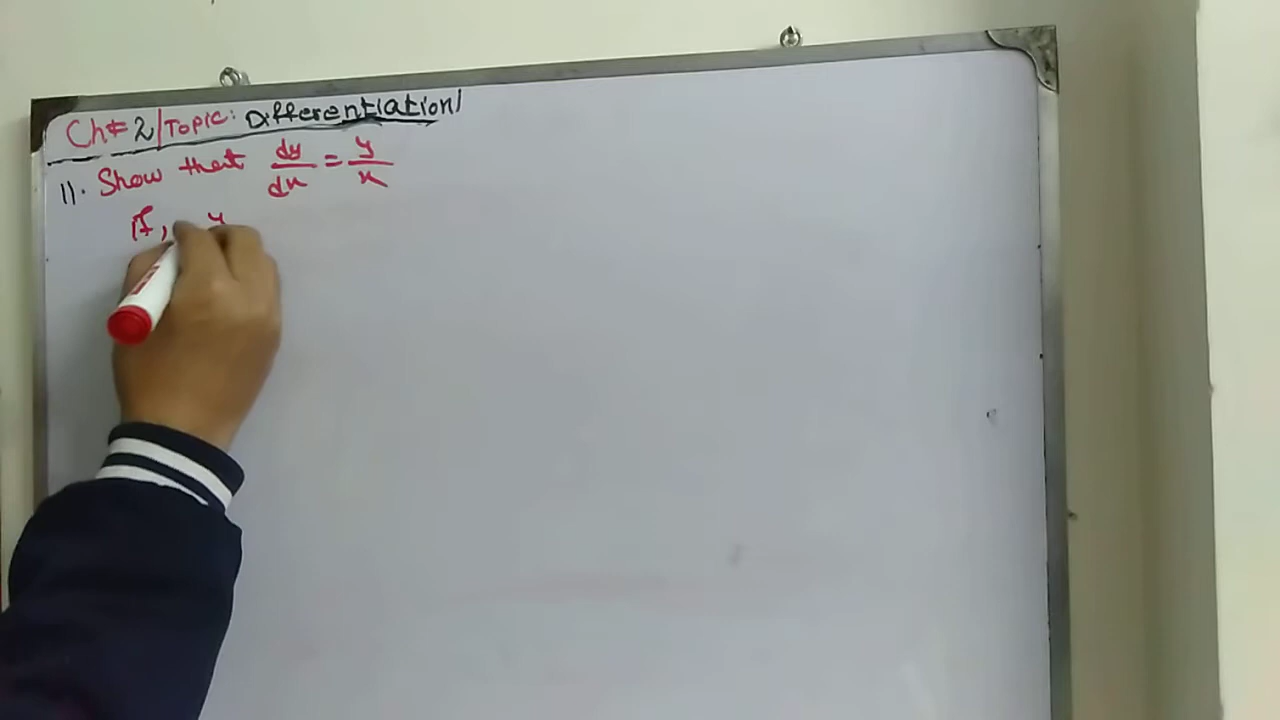 Ch# 2/Topic: Differentiation/
11. Show that dy/dx = y/x
If, y